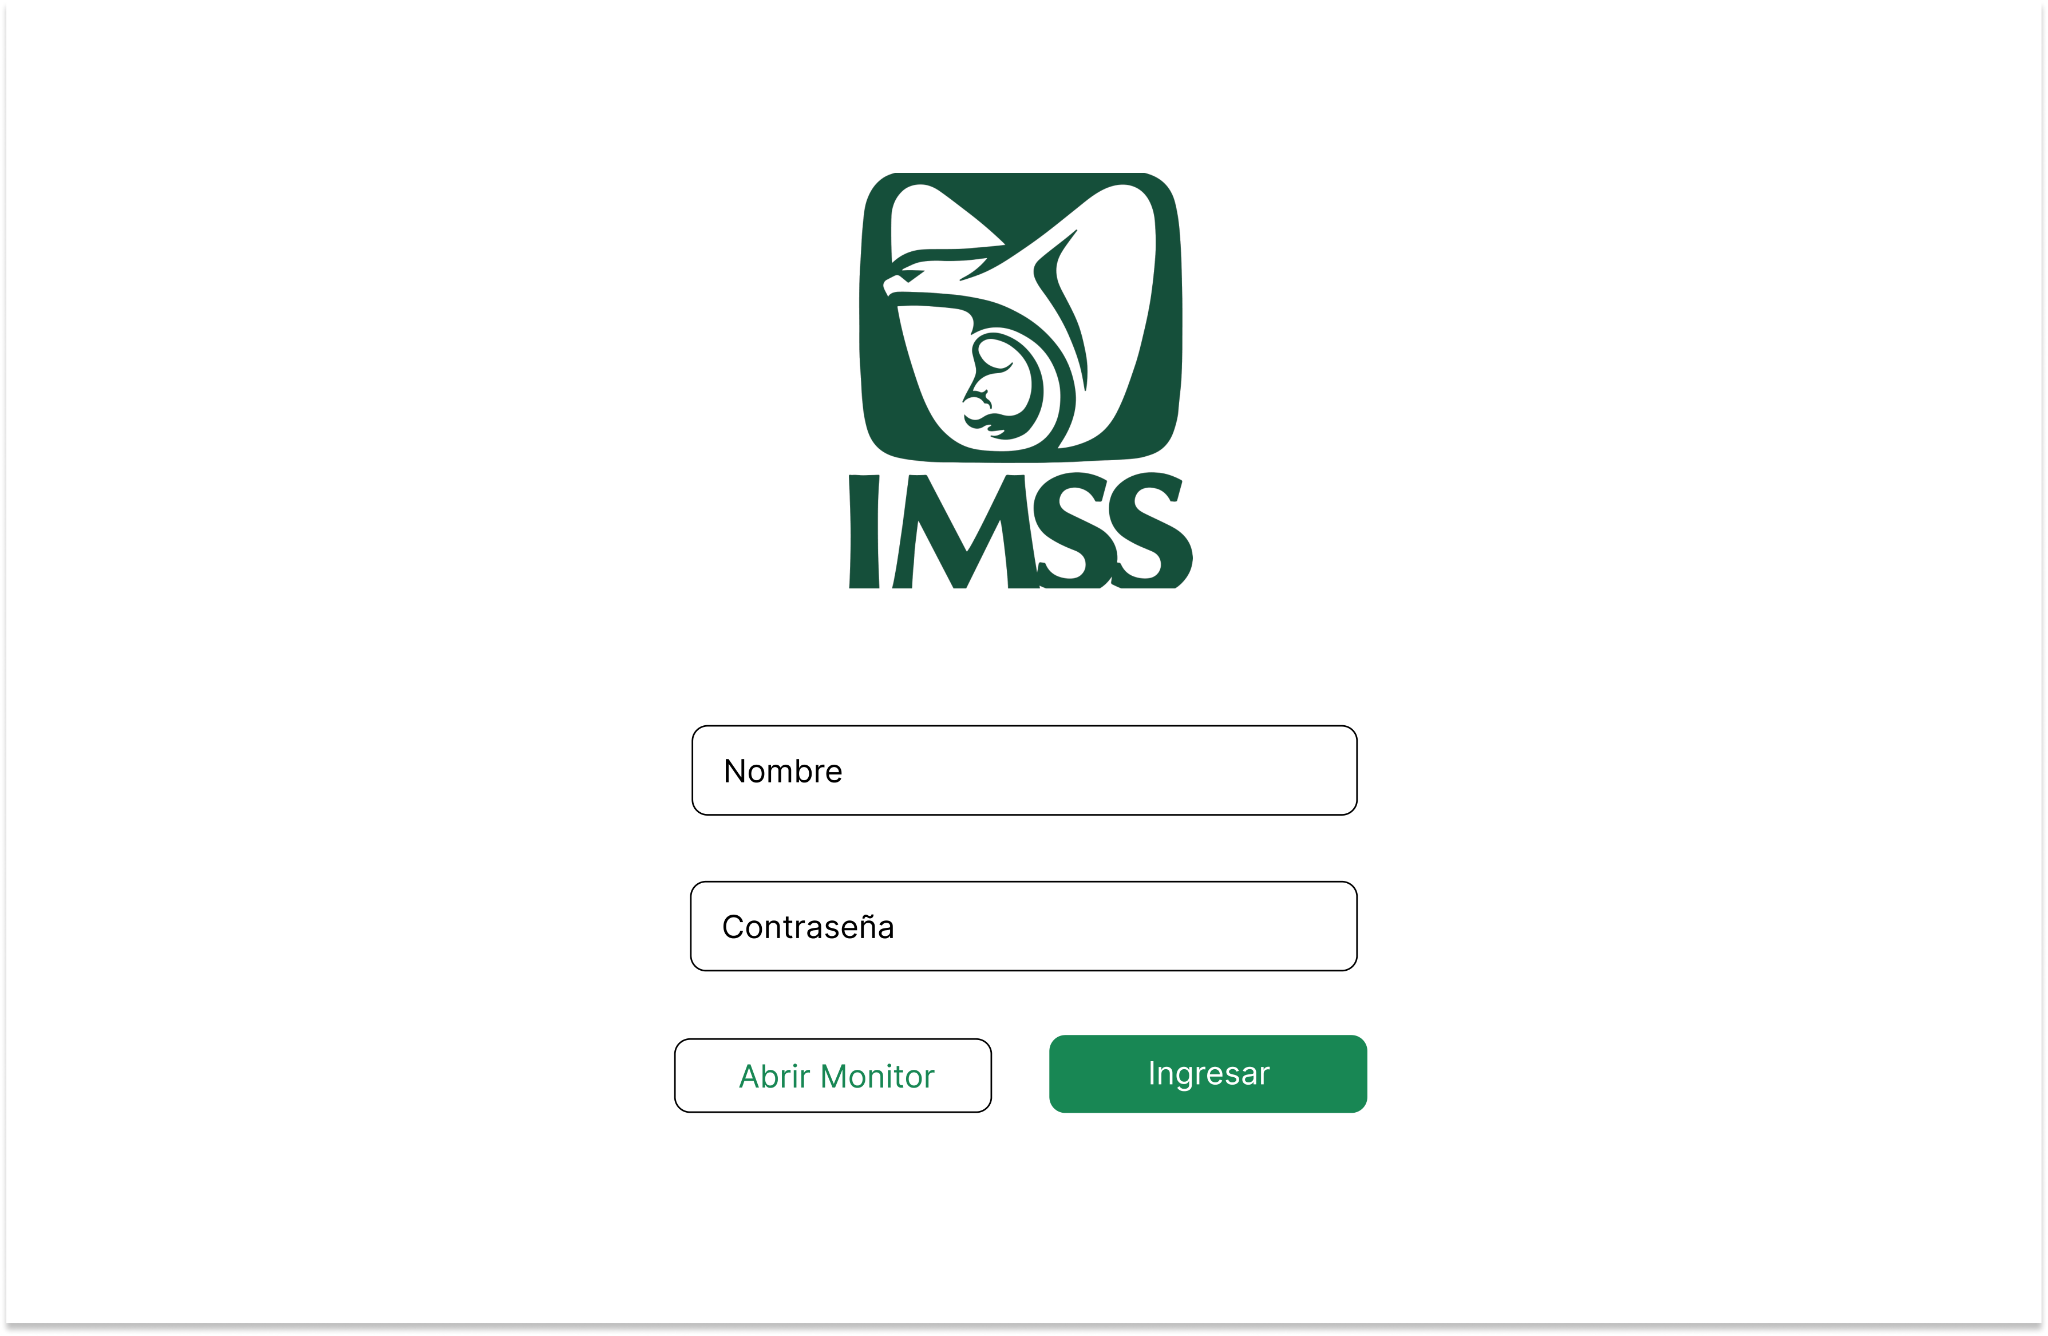 IMSS
Nombre
Contraseña
Abrir Monitor
Ingresar